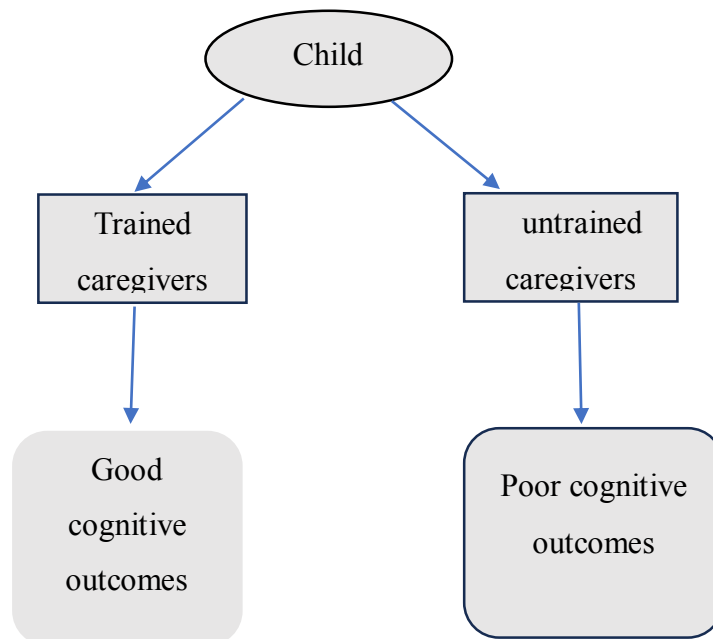 Child
Trained
caregivers
untrained
caregivers
Good
cognitive
outcomes
Poor cognitive
outcomes